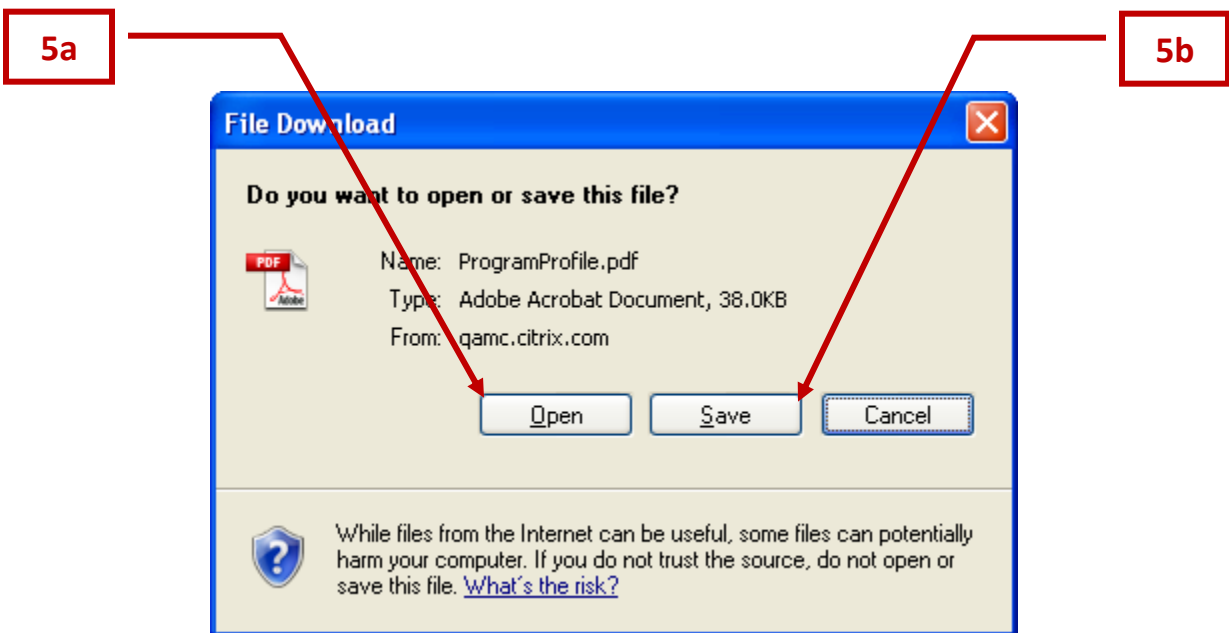 5a
5b
File Download
Do you want to open or save this file?
PDF
Adobe
Name: ProgramProfile.pdf
Type: Adobe Acrobat Document, 38.0KB
From: qamc.citrix.com
Open Save Cancel
While files from the Internet can be useful, some files can potentially
harm your computer. If you do not trust the source, do not open or
save this file. What's the risk?